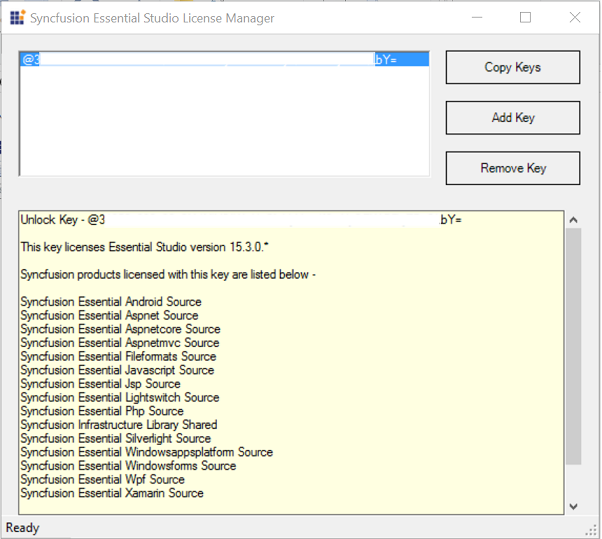 Syncfusion Essential Studio License Manager
@3 bY=
Copy Keys
Add Key
Remove Key
Unlock Key - @3 bY=
This key licenses Essential Studio version 15.3.0.*
Syncfusion products licensed with this key are listed below -
Syncfusion Essential Android Source
Syncfusion Essential Aspnet Source
Syncfusion Essential Aspnetcore Source
Syncfusion Essential Aspnetmvc Source
Syncfusion Essential Fileformats Source
Syncfusion Essential Javascript Source
Syncfusion Essential Jsp Source
Syncfusion Essential Lightswitch Source
Syncfusion Essential Php Source
Syncfusion Infrastructure Library Shared
Syncfusion Essential Silverlight Source
Syncfusion Essential Windowsappsplatform Source
Syncfusion Essential Windowsforms Source
Syncfusion Essential Wpf Source
Syncfusion Essential Xamarin Source
Ready